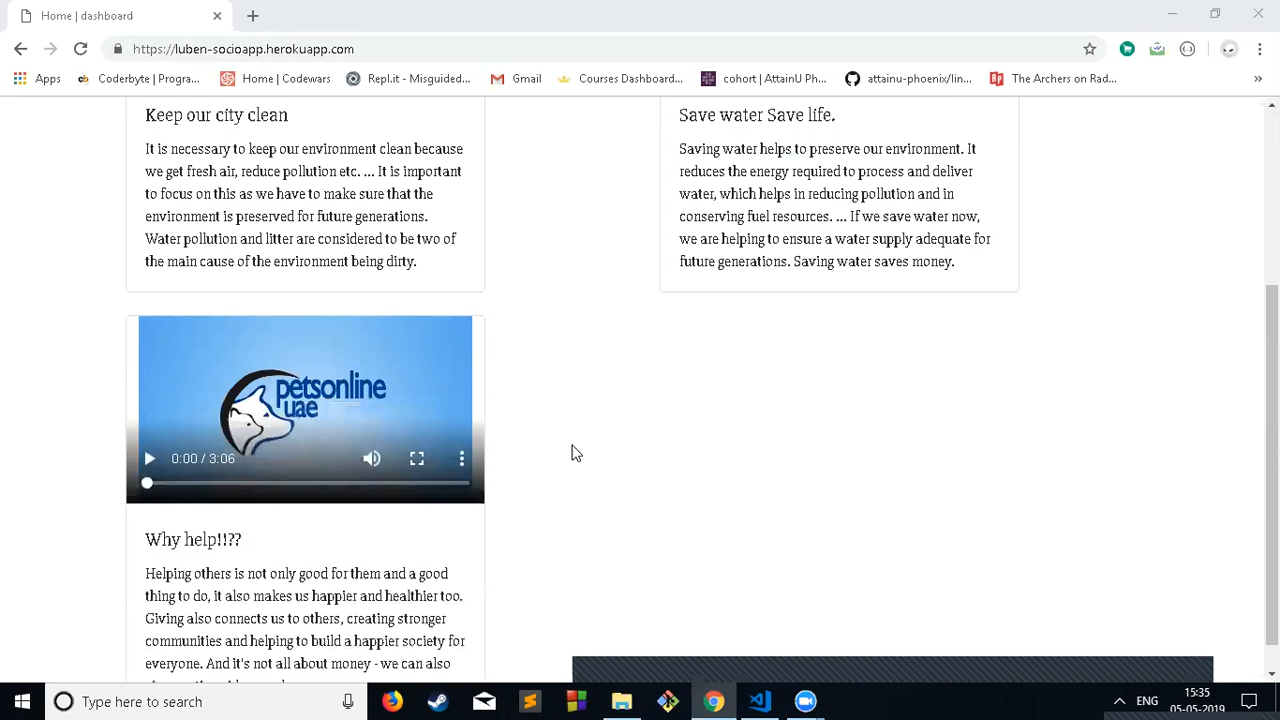 Home | dashboard
https://luben-socioapp.herokuapp.com
Apps
Coderbyte | Progra...
Home | Codewars
Repl.it - Misguided...
Gmail
Courses Dashboard...
cohort | AttainU Ph...
attainu-phoenix/lin...
The Archers on Rad...
»
Keep our city clean
It is necessary to keep our environment clean because
we get fresh air, reduce pollution etc. ... It is important
to focus on this as we have to make sure that the
environment is preserved for future generations.
Water pollution and litter are considered to be two of
the main cause of the environment being dirty.
Save water Save life.
Saving water helps to preserve our environment. It
reduces the energy required to process and deliver
water, which helps in reducing pollution and in
conserving fuel resources. ... If we save water now,
we are helping to ensure a water supply adequate for
future generations. Saving water saves money.
petsonline
uae
0:00 / 3:06
Why help!!??
Helping others is not only good for them and a good
thing to do, it also makes us happier and healthier too.
Giving also connects us to others, creating stronger
communities and helping to build a happier society for
everyone. And it's not all about money - we can also
Type here to search
ENG
15:35
05-05-2019